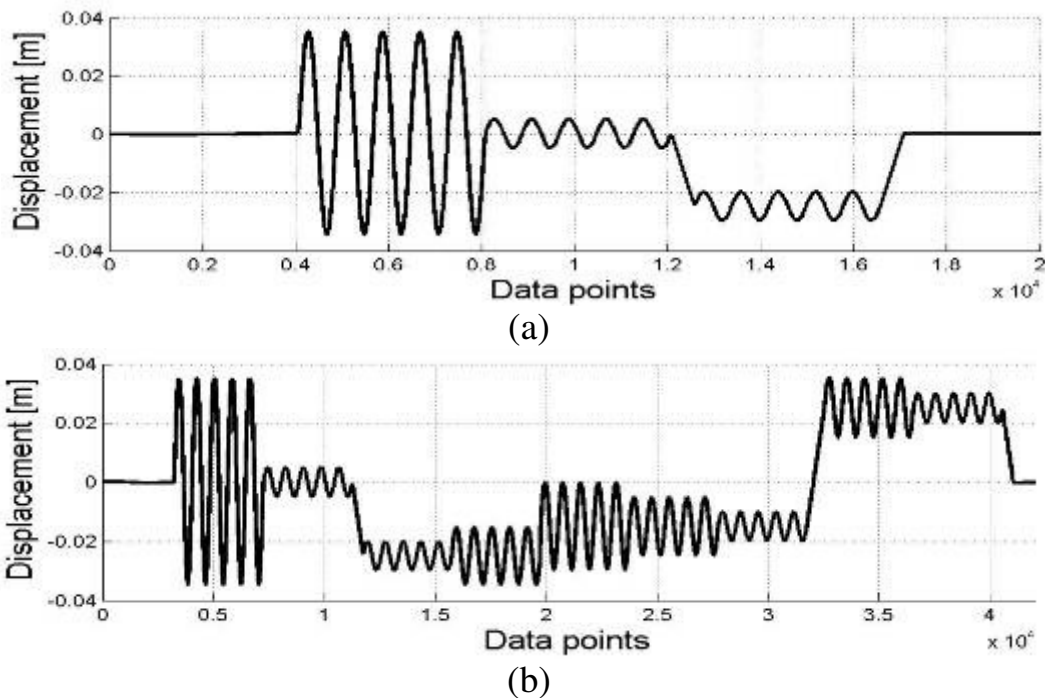 Displacement [m]
0.04
0.02
0
-0.02
-0.04
0 0.2 0.4 0.6 0.8 1 1.2 1.4 1.6 1.8 2
Data points
x 10⁴
(a)
Displacement [m]
0.04
0.02
0
-0.02
-0.04
0 0.5 1 1.5 2 2.5 3 3.5 4
Data points
x 10⁴
(b)